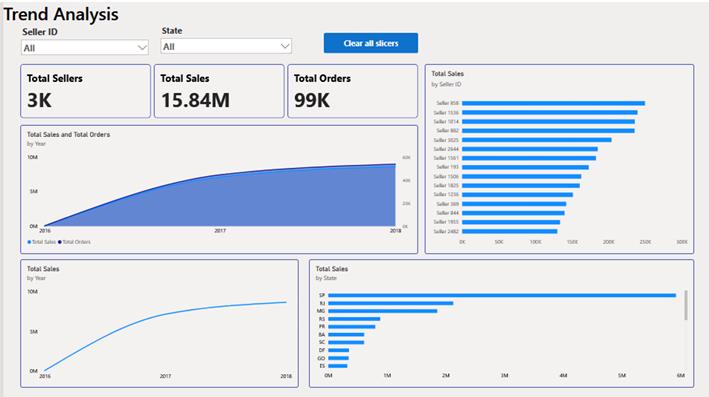 Trend Analysis
Seller ID
All
State
All
Clear all slicers
Total Sellers
3K
Total Sales
15.84M
Total Orders
99K
Total Sales and Total Orders
by Year
10M
5M
0M
60K
40K
20K
0K
2016
2017
2018
Total Sales Total Orders
Total Sales
by Seller ID
Seller 858
Seller 1536
Seller 1014
Seller 882
Seller 3025
Seller 2644
Seller 1561
Seller 193
Seller 1506
Seller 1825
Seller 1236
Seller 369
Seller 844
Seller 1955
Seller 2482
0K
50K
100K
150K
200K
250K
300K
Total Sales
by Year
10M
5M
0M
2016
2017
2018
Total Sales
by State
SP
RJ
MG
RS
PR
BA
SC
DF
GO
ES
0M
1M
2M
3M
4M
5M
6M